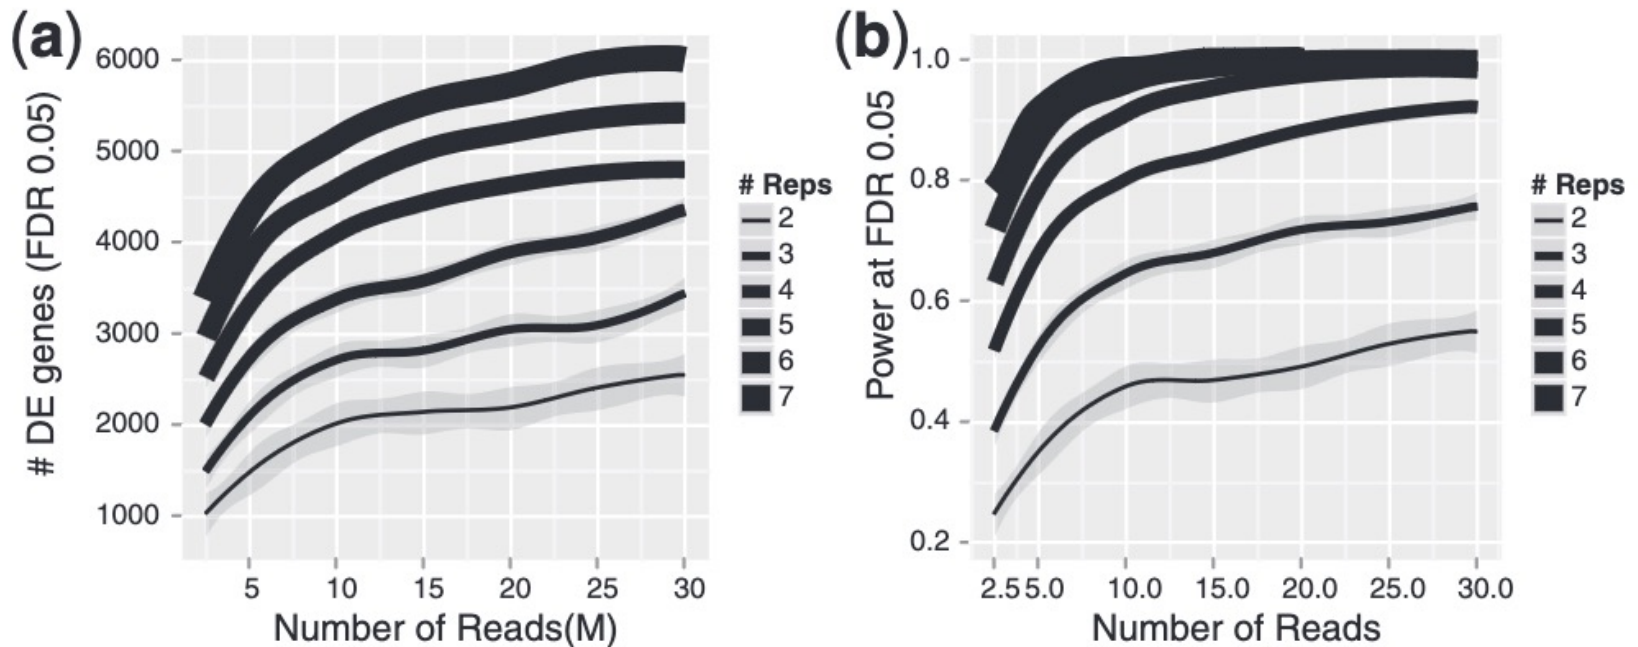 (a)
# DE genes (FDR 0.05)
6000
5000
4000
3000
2000
1000
5 10 15 20 25 30
Number of Reads(M)
# Reps
2
3
4
5
6
7
(b)
Power at FDR 0.05
1.0
0.8
0.6
0.4
0.2
2.5 5.0 10.0 15.0 20.0 25.0 30.0
Number of Reads
# Reps
2
3
4
5
6
7